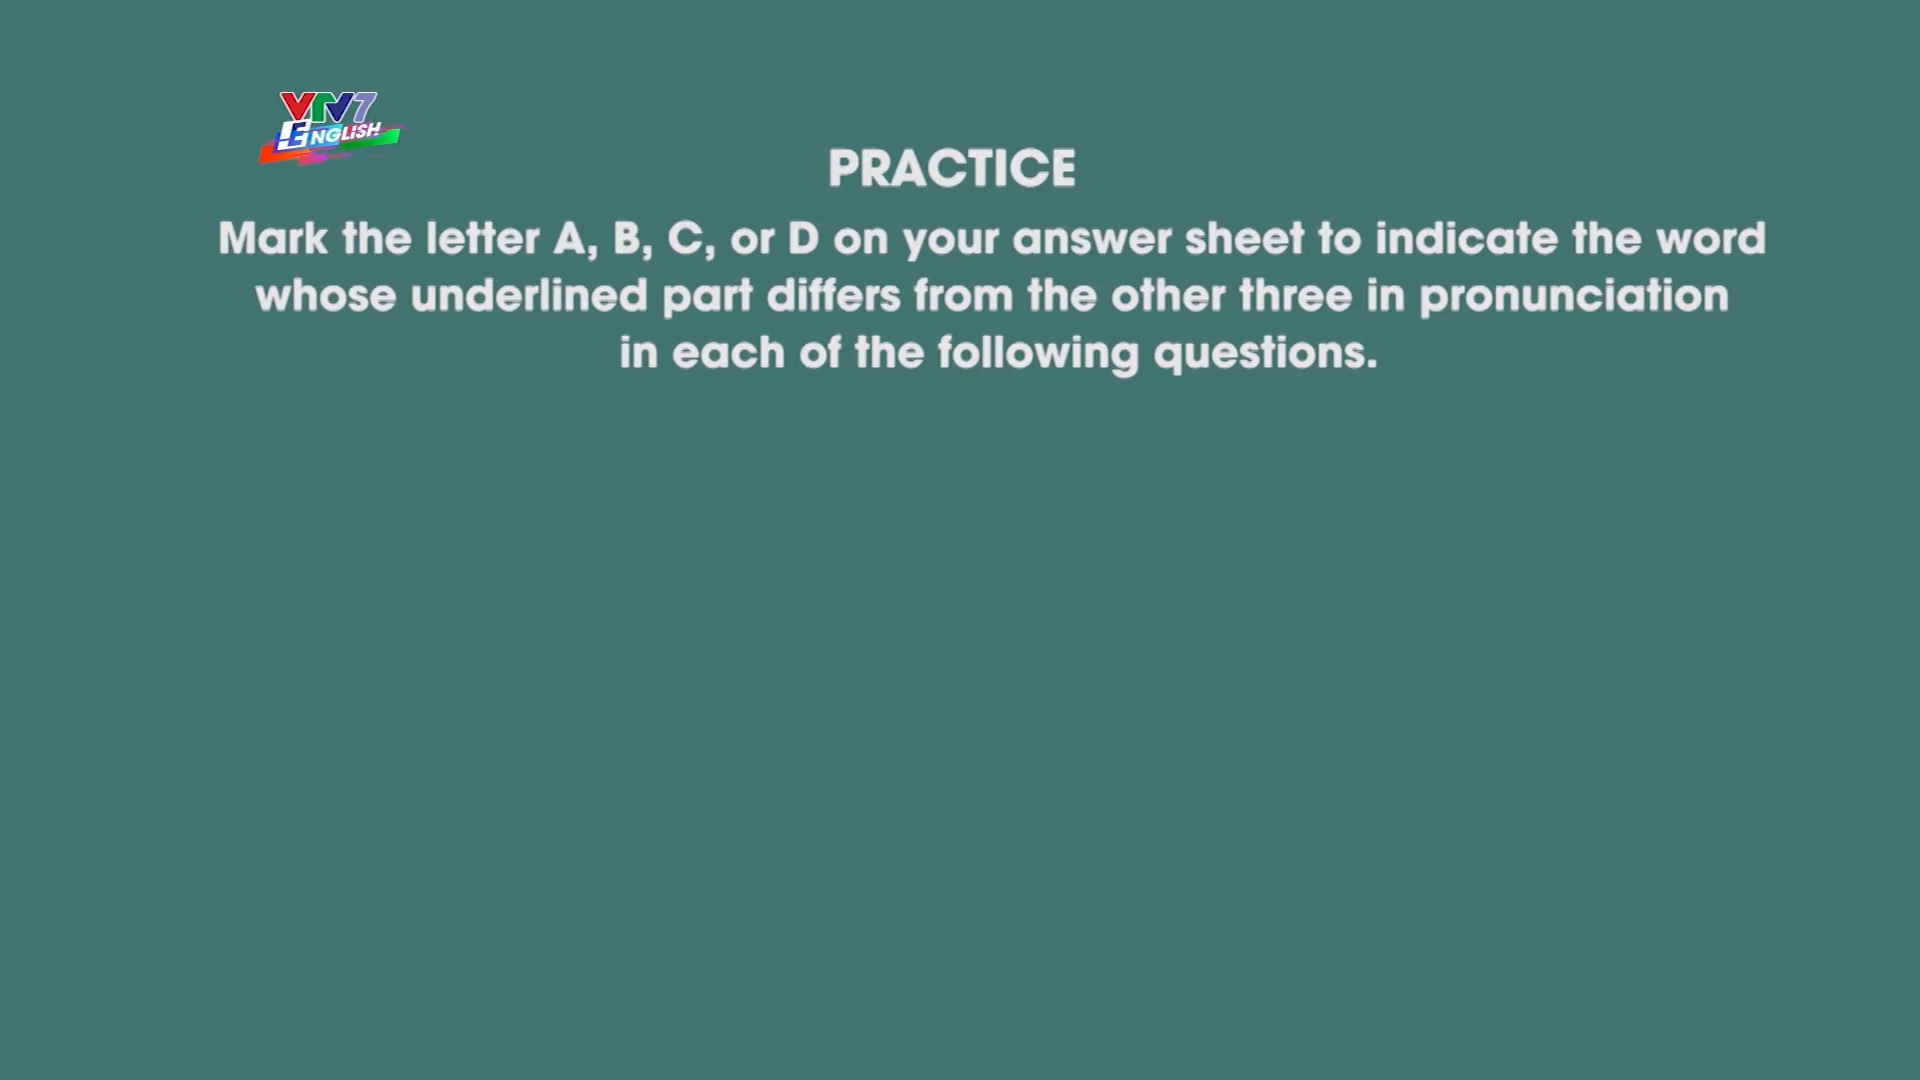 VTV7
ENGLISH
PRACTICE
Mark the letter A, B, C, or D on your answer sheet to indicate the word
whose underlined part differs from the other three in pronunciation
in each of the following questions.